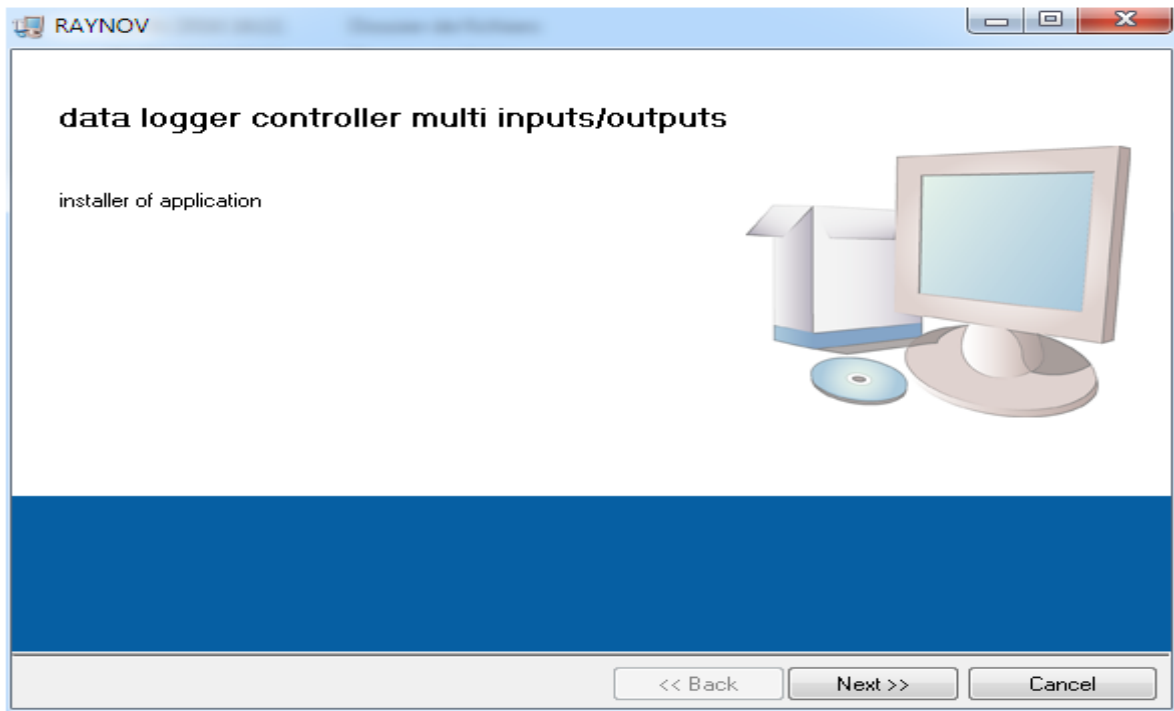 RAYNOV
data logger controller multi inputs/outputs
installer of application
<< Back
Next >>
Cancel